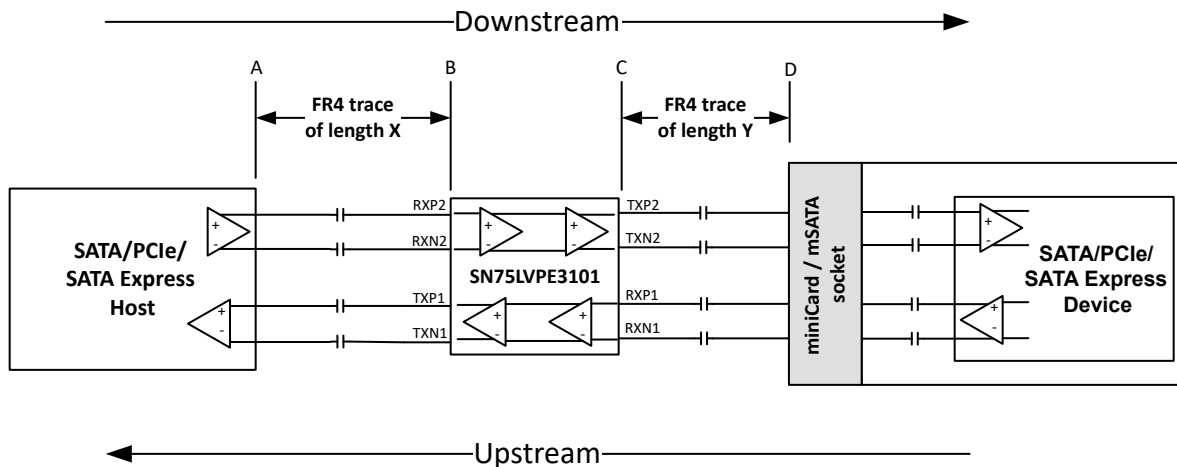 Downstream
A
B
C
D
FR4 trace
of length X
FR4 trace
of length Y
SATA/PCIe/
SATA Express
Host
+
-
+
-
RXP2
RXN2
TXP1
TXN1
+
-
+
-
SN75LVPE3101
+
-
+
-
TXP2
TXN2
RXP1
RXN1
miniCard / mSATA
socket
+
-
+
-
SATA/PCIe/
SATA Express
Device
Upstream